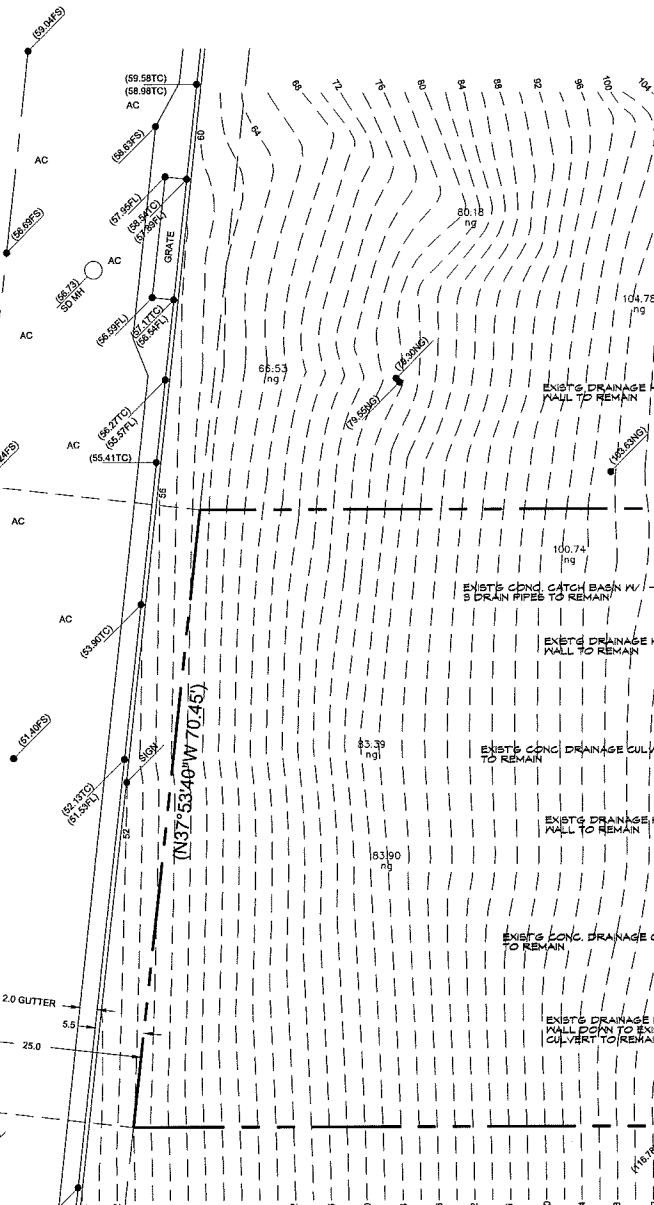 (59.04FS)
(59.58TC)
(58.98TC)
AC
68
72
76
80
84
88
92
96
100
104
60
64
(58.63FS)
AC
(57.95FL)
(58.54TC)
(57.89FL)
GRATE
80.18
ng
(56.69FS)
AC
(56.73)
SD MH
(56.59FL)
(57.17TC)
(56.54FL)
104.78
ng
AC
66.53
ng
(78.30NG)
(79.55NG)
EXIST'G DRAINAGE
WALL TO REMAIN
(56.27TC)
(55.57FL)
AC
(55.41TC)
(103.63NG)
55
AC
100.74
ng
EXIST'G CONC. CATCH BASIN W/
3 DRAIN PIPES TO REMAIN
AC
(53.90TC)
EXIST'G DRAINAGE
WALL TO REMAIN
(N37°53'40"W 70.45')
(51.40FS)
SIGN
83.39
ng
EXIST'G CONC. DRAINAGE
TO REMAIN
(52.13TC)
(51.53FL)
52
EXIST'G DRAINAGE
WALL TO REMAIN
83.90
ng
EXIST'G CONC. DRAINAGE
TO REMAIN
2.0 GUTTER
5.5
EXIST'G DRAINAGE
WALL DOWN TO
CULVERT TO REMAIN
25.0